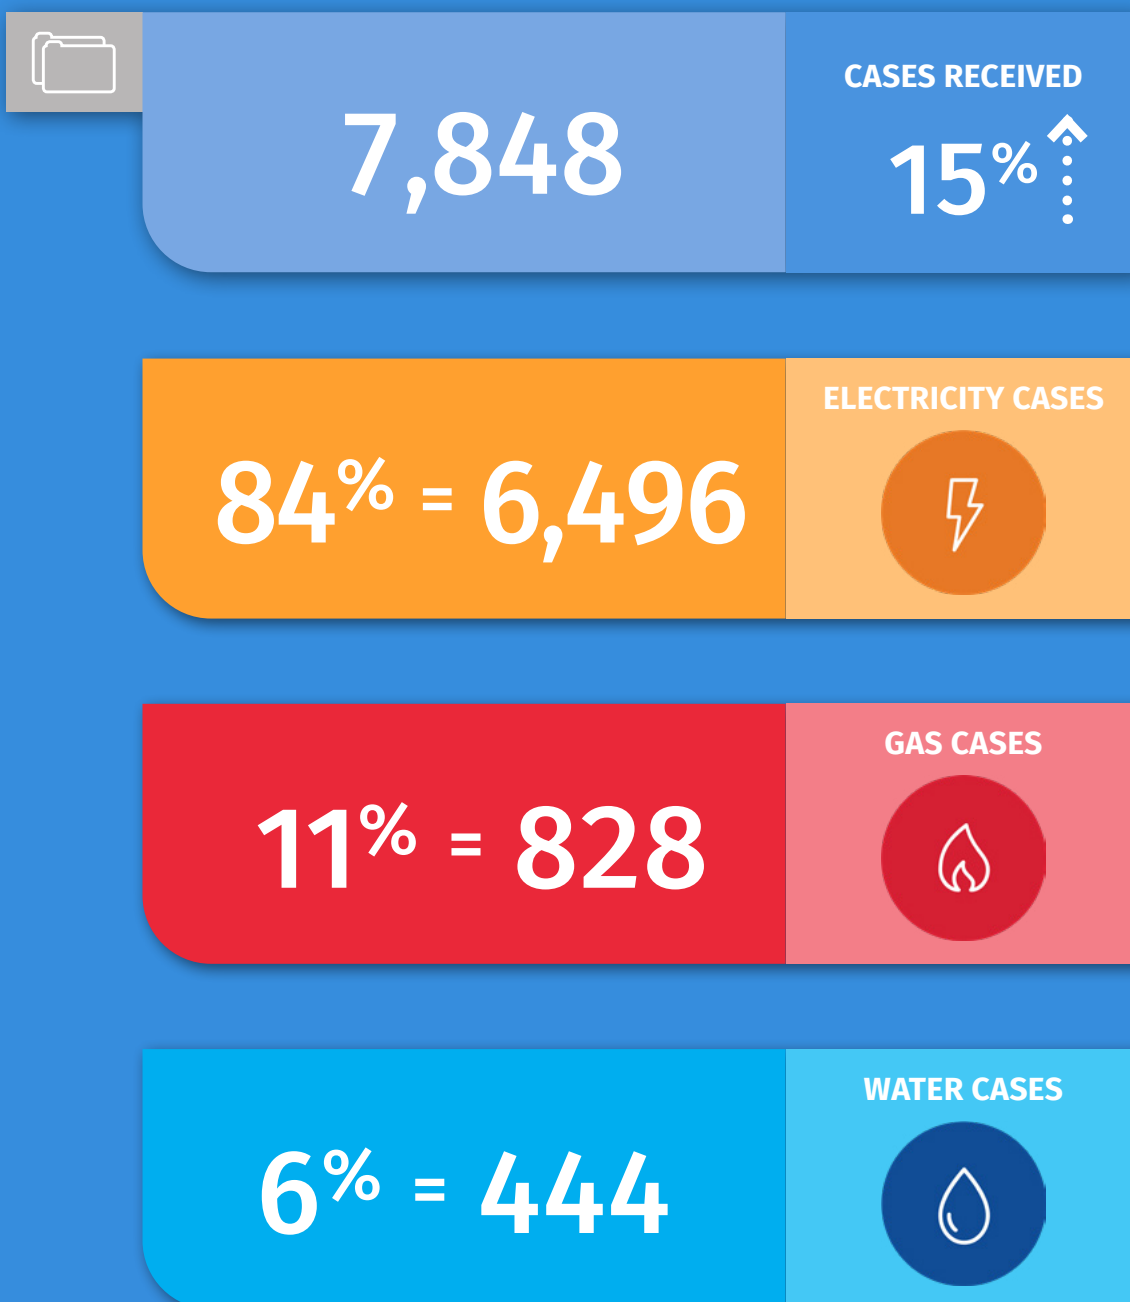 7,848
CASES RECEIVED
15%
ELECTRICITY CASES
84% = 6,496
GAS CASES
11% = 828
WATER CASES
6% = 444